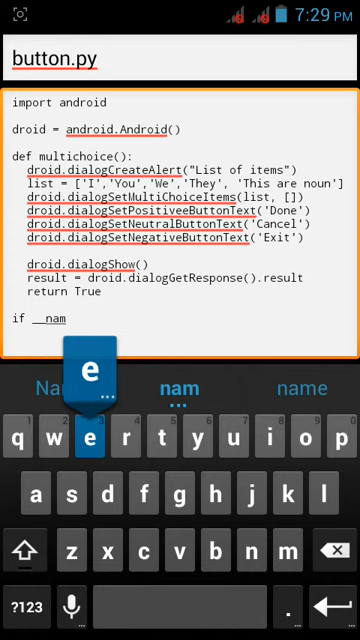 7:29 PM
button.py
import android
droid = android.Android()
def multichoice():
droid.dialogCreateAlert("List of items")
list = ['I','You','We','They', 'This are noun']
droid.dialogSetMultiChoiceItems(list, [])
droid.dialogSetPositiveeButtonText('Done')
droid.dialogSetNeutralButtonText('Cancel')
droid.dialogSetNegativeButtonText('Exit')
droid.dialogShow()
result = droid.dialogGetResponse().result
return True
if __nam
e
...
nam
name
1 2 3 4 5 6 7 8 9 0
q w e r t y u i o p
a s d f g h j k l
z x c v b n m
?123 .